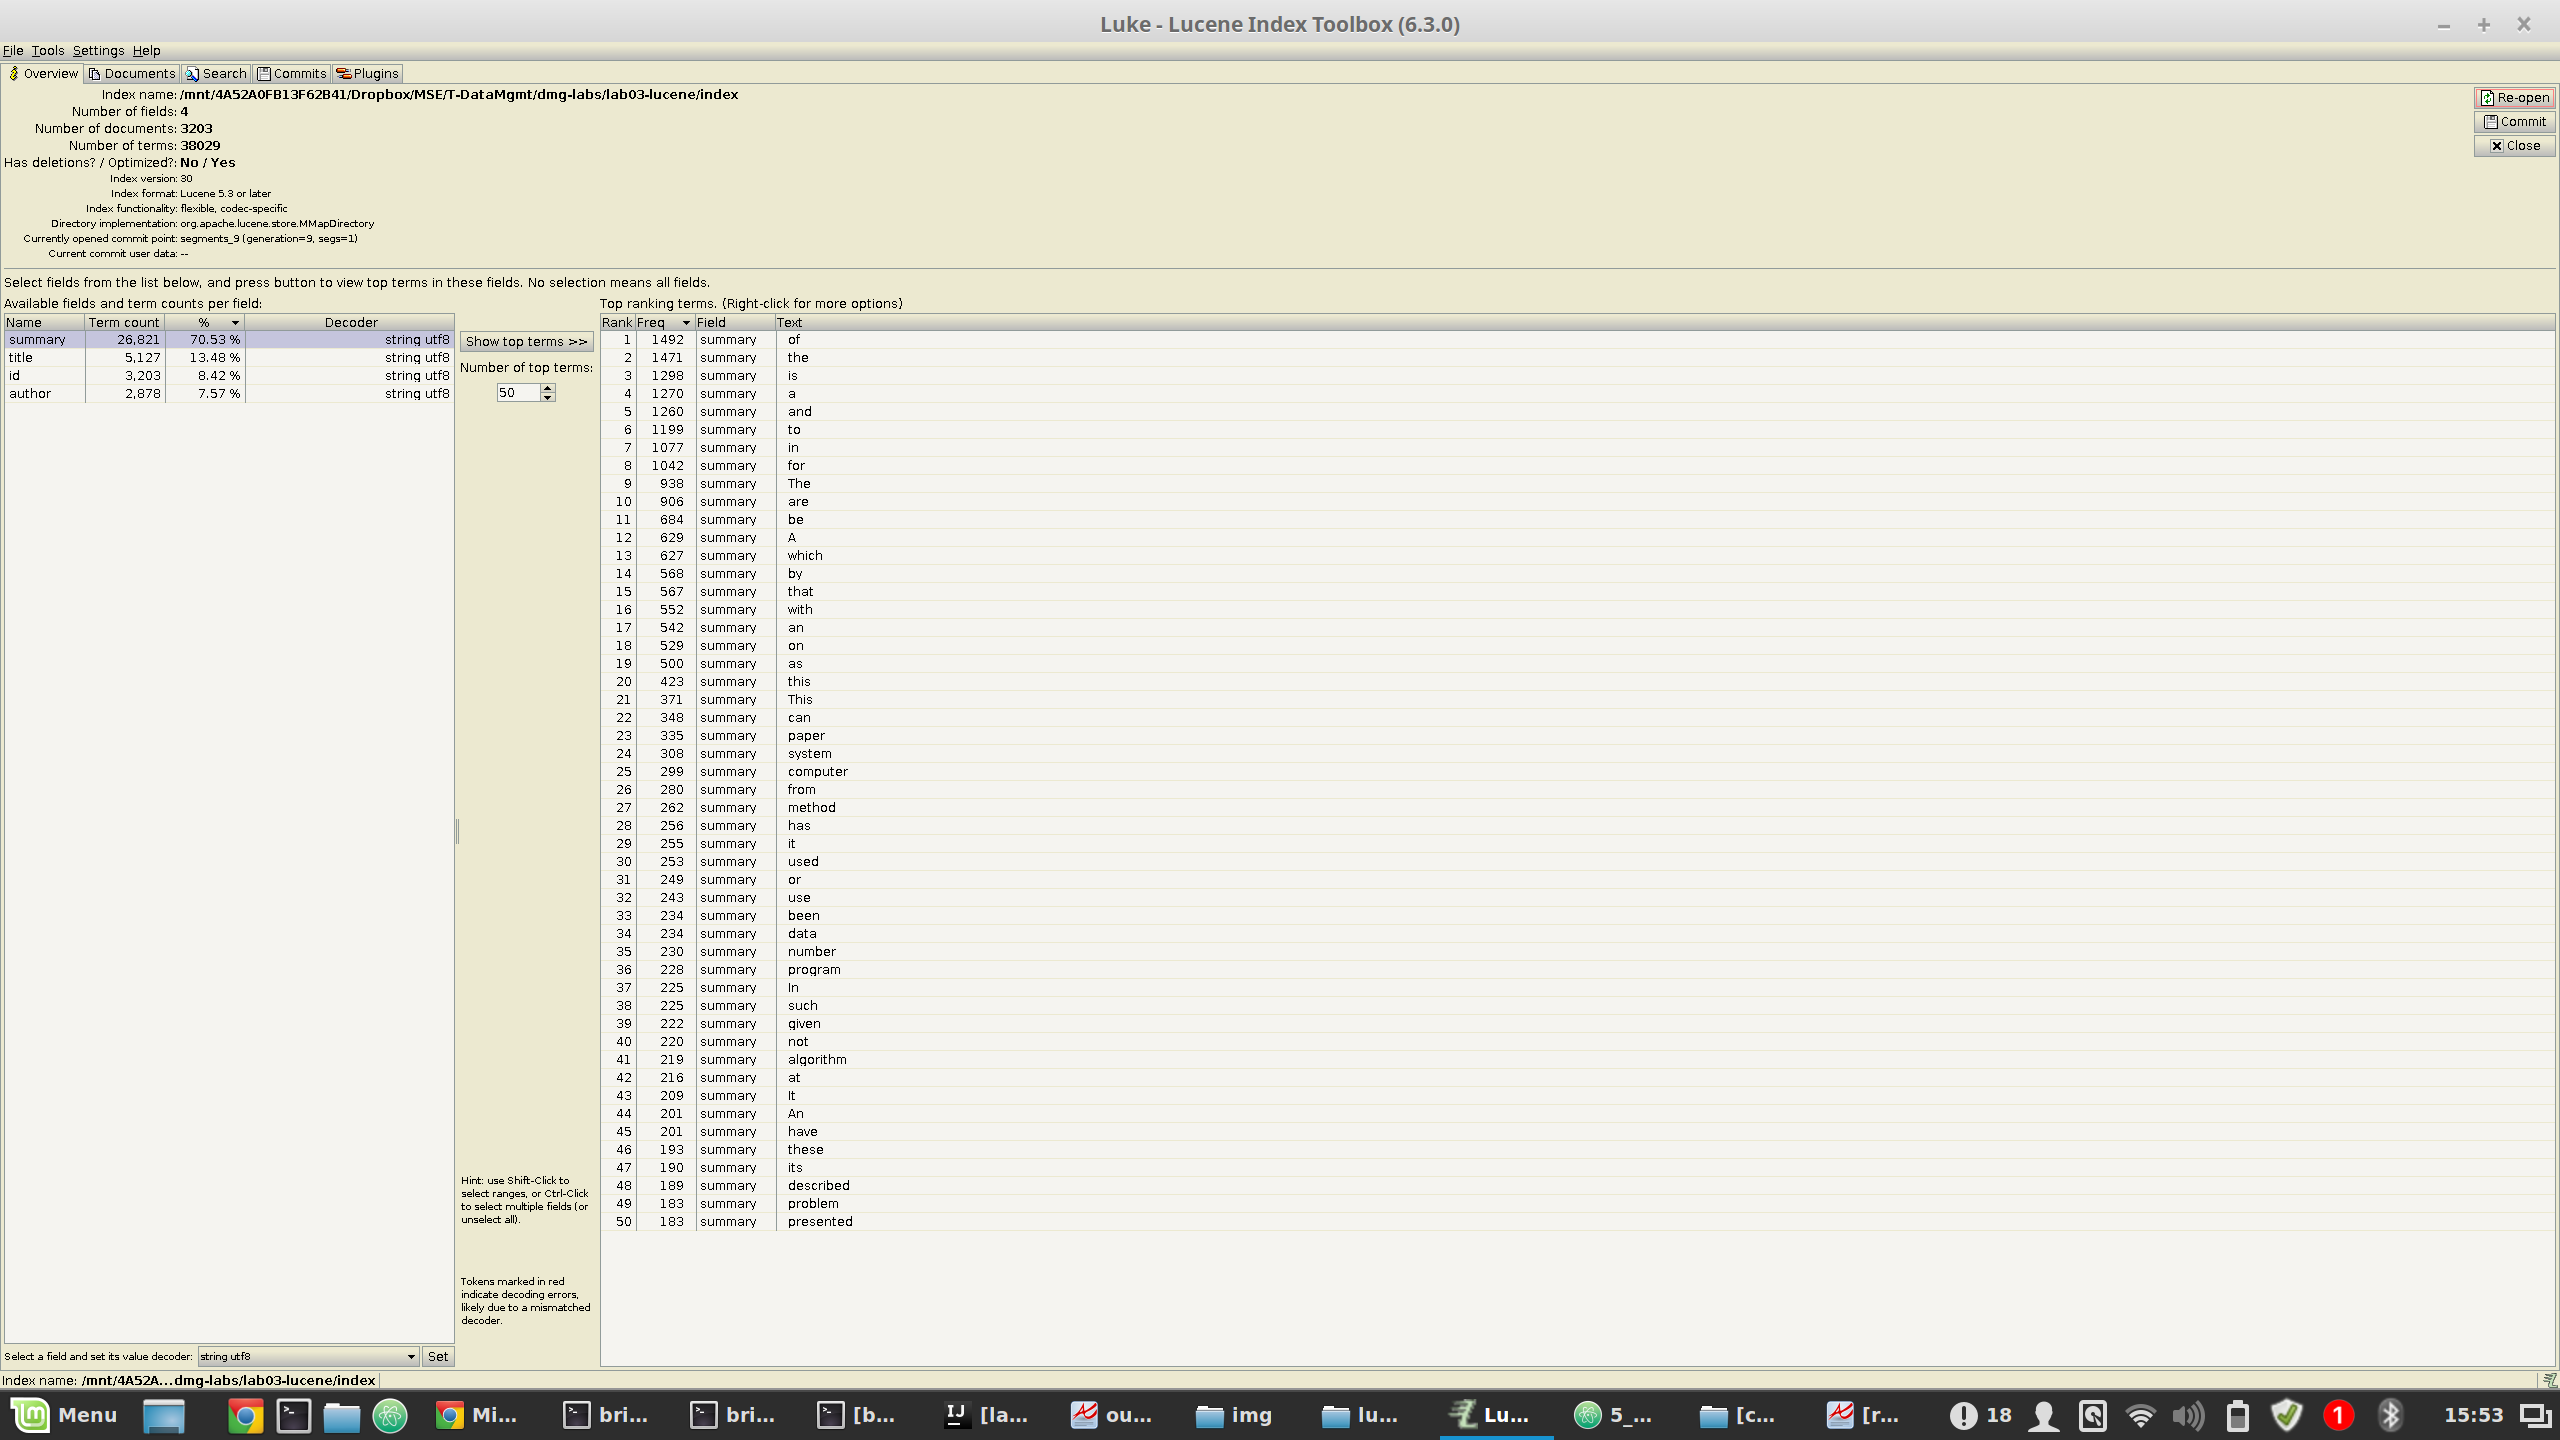 Luke - Lucene Index Toolbox (6.3.0)
File Tools Settings Help
Overview Documents Search Commits Plugins
Index name: /mnt/4A52A0FB13F62B41/Dropbox/MSE/T-DataMgmt/dmg-labs/lab03-lucene/index
Number of fields: 4
Number of documents: 3203
Number of terms: 38029
Has deletions? / Optimized?: No / Yes
Index version: 30
Index format: Lucene 5.3 or later
Index functionality: flexible, codec-specific
Directory implementation: org.apache.lucene.store.MMapDirectory
Currently opened commit point: segments_9 (generation=9, segs=1)
Current commit user data: --
Re-open
Commit
Close
Select fields from the list below, and press button to view top terms in these fields. No selection means all fields.
Available fields and term counts per field:
Name Term count % Decoder
summary 26,821 70.53 % string utf8
title 5,127 13.48 % string utf8
id 3,203 8.42 % string utf8
author 2,878 7.57 % string utf8
Show top terms >>
Number of top terms:
50
Hint: use Shift-Click to
select ranges, or Ctrl-Click
to select multiple fields (or
unselect all).
Tokens marked in red
indicate decoding errors,
likely due to a mismatched
decoder.
Top ranking terms. (Right-click for more options)
Rank Freq Field Text
1 1492 summary of
2 1471 summary the
3 1298 summary is
4 1270 summary a
5 1260 summary and
6 1199 summary to
7 1077 summary in
8 1042 summary for
9 938 summary The
10 906 summary are
11 684 summary be
12 629 summary A
13 627 summary which
14 568 summary by
15 567 summary that
16 552 summary with
17 542 summary an
18 529 summary on
19 500 summary as
20 423 summary this
21 371 summary This
22 348 summary can
23 335 summary paper
24 308 summary system
25 299 summary computer
26 280 summary from
27 262 summary method
28 256 summary has
29 255 summary it
30 253 summary used
31 249 summary or
32 243 summary use
33 234 summary been
34 234 summary data
35 230 summary number
36 228 summary program
37 225 summary In
38 225 summary such
39 222 summary given
40 220 summary not
41 219 summary algorithm
42 216 summary at
43 209 summary It
44 201 summary An
45 201 summary have
46 193 summary these
47 190 summary its
48 189 summary described
49 183 summary problem
50 183 summary presented
Select a field and set its value decoder: string utf8 Set
Index name: /mnt/4A52A...dmg-labs/lab03-lucene/index
Menu Mi... bri... bri... [b... IJ [la... ou... img lu... Lu... 5_... [c... [r... 18 1 15:53